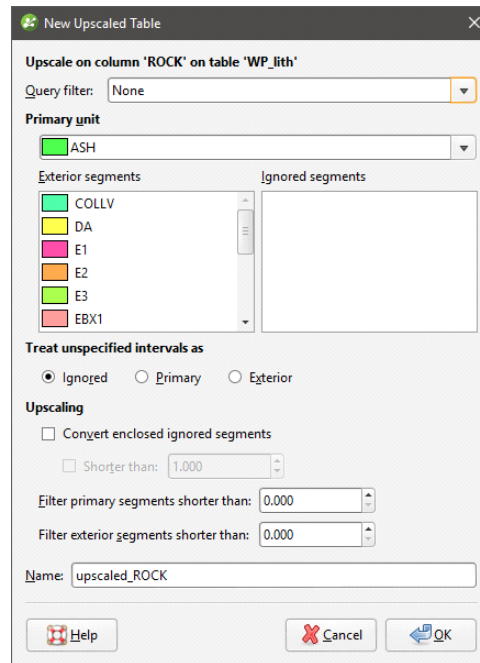 New Upscaled Table
Upscale on column 'ROCK' on table 'WP_lith'
Query filter: None
Primary unit
ASH
Exterior segments Ignored segments
COLLV
DA
E1
E2
E3
EBX1
Treat unspecified intervals as
Ignored Primary Exterior
Upscaling
Convert enclosed ignored segments
Shorter than: 1.000
Filter primary segments shorter than: 0.000
Filter exterior segments shorter than: 0.000
Name: upscaled_ROCK
Help Cancel OK